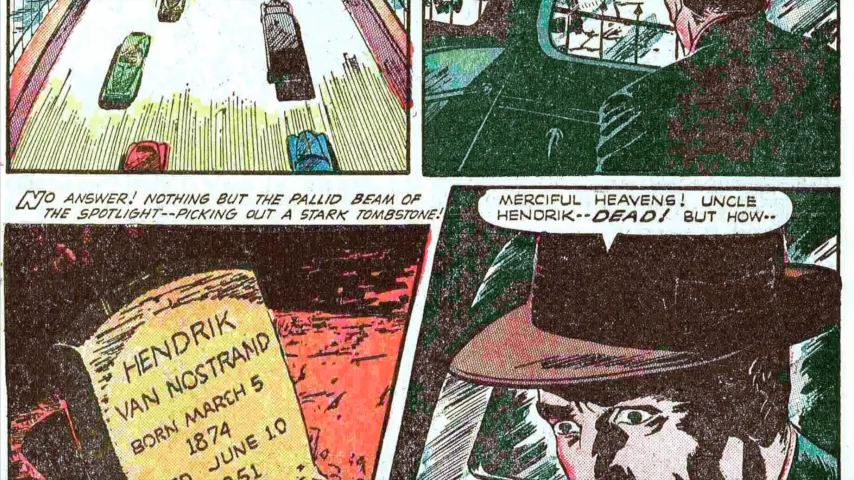 NO ANSWER! NOTHING BUT THE PALLID BEAM OF
THE SPOTLIGHT--PICKING OUT A STARK TOMBSTONE!
MERCIFUL HEAVENS! UNCLE
HENDRIK--DEAD! BUT HOW--
HENDRIK
VAN NOSTRAND
BORN MARCH 5
1874
JUNE 10